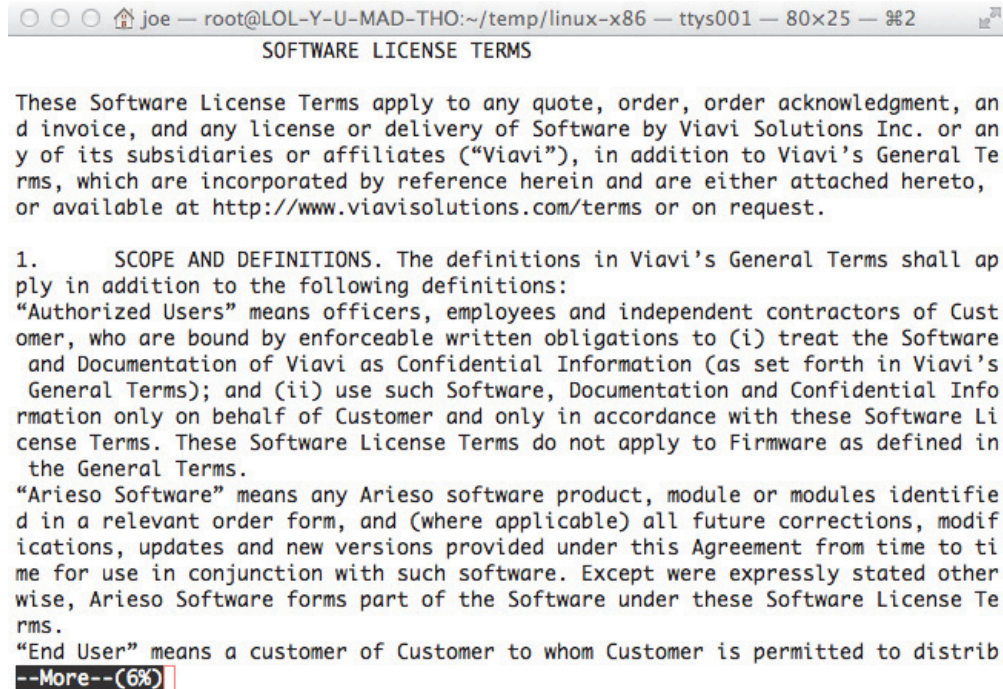 joe — root@LOL-Y-U-MAD-THO:~/temp/linux-x86 — ttys001 — 80×25 — ⌘2
SOFTWARE LICENSE TERMS
These Software License Terms apply to any quote, order, order acknowledgment, an
d invoice, and any license or delivery of Software by Viavi Solutions Inc. or an
y of its subsidiaries or affiliates (“Viavi”), in addition to Viavi’s General Te
rms, which are incorporated by reference herein and are either attached hereto,
or available at http://www.viavisolutions.com/terms or on request.
1. SCOPE AND DEFINITIONS. The definitions in Viavi’s General Terms shall ap
ply in addition to the following definitions:
“Authorized Users” means officers, employees and independent contractors of Cust
omer, who are bound by enforceable written obligations to (i) treat the Software
and Documentation of Viavi as Confidential Information (as set forth in Viavi’s
General Terms); and (ii) use such Software, Documentation and Confidential Info
rmation only on behalf of Customer and only in accordance with these Software Li
cense Terms. These Software License Terms do not apply to Firmware as defined in
the General Terms.
“Arieso Software” means any Arieso software product, module or modules identifie
d in a relevant order form, and (where applicable) all future corrections, modif
ications, updates and new versions provided under this Agreement from time to ti
me for use in conjunction with such software. Except were expressly stated other
wise, Arieso Software forms part of the Software under these Software License Te
rms.
“End User” means a customer of Customer to whom Customer is permitted to distrib
--More--(6%)